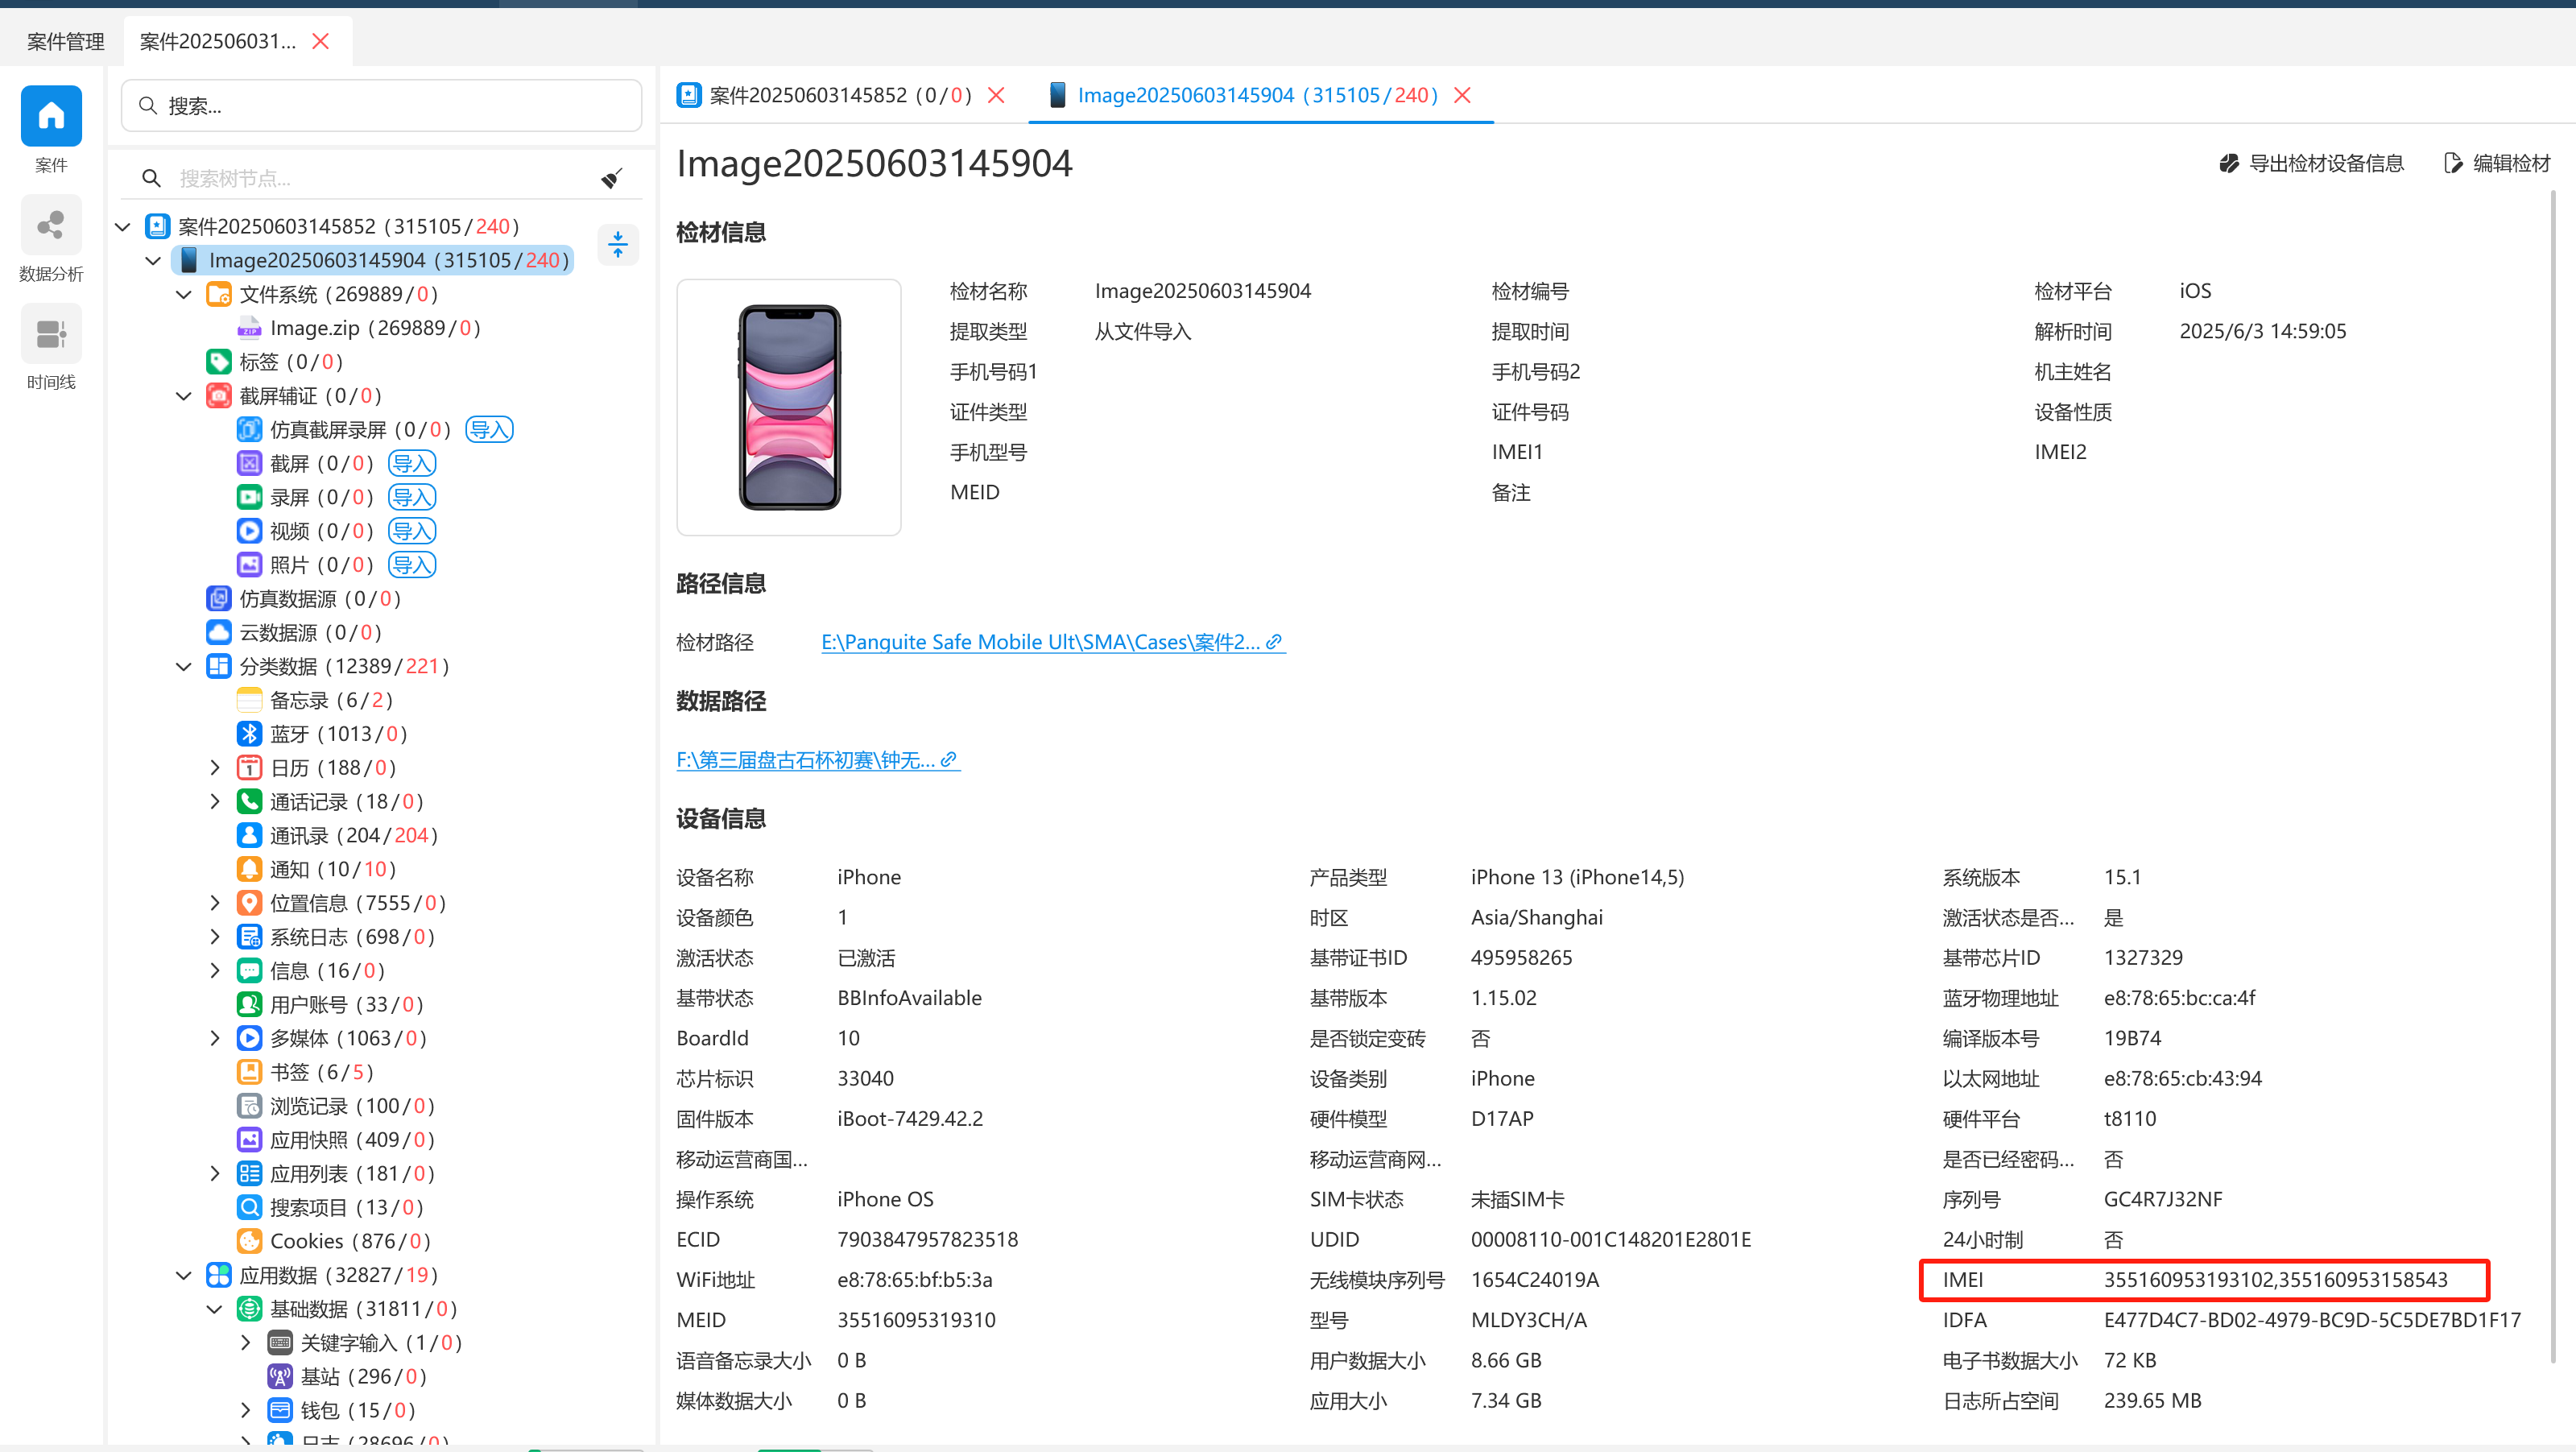 案件管理
案件202506031...
案件
数据分析
时间线
搜索...
搜索树节点...
案件20250603145852 (315105/240)
Image20250603145904 (315105/240)
文件系统 (269889/0)
Image.zip (269889/0)
标签 (0/0)
截屏辅证 (0/0)
仿真截屏录屏 (0/0) 导入
截屏 (0/0) 导入
录屏 (0/0) 导入
视频 (0/0) 导入
照片 (0/0) 导入
仿真数据源 (0/0)
云数据源 (0/0)
分类数据 (12389/221)
备忘录 (6/2)
蓝牙 (1013/0)
日历 (188/0)
通话记录 (18/0)
通讯录 (204/204)
通知 (10/10)
位置信息 (7555/0)
系统日志 (698/0)
信息 (16/0)
用户账号 (33/0)
多媒体 (1063/0)
书签 (6/5)
浏览记录 (100/0)
应用快照 (409/0)
应用列表 (181/0)
搜索项目 (13/0)
Cookies (876/0)
应用数据 (32827/19)
基础数据 (31811/0)
关键字输入 (1/0)
基站 (296/0)
钱包 (15/0)
日志 (28696/0)
案件20250603145852 (0/0)
Image20250603145904 (315105/240)
Image20250603145904
导出检材设备信息 编辑检材
检材信息
检材名称 Image20250603145904 检材编号 检材平台 iOS
提取类型 从文件导入 提取时间 解析时间 2025/6/3 14:59:05
手机号码1 手机号码2 机主姓名
证件类型 证件号码 设备性质
手机型号 IMEI1 IMEI2
MEID 备注
路径信息
检材路径 E:\Panguite Safe Mobile Ult\SMA\Cases\案件2...
数据路径
F:\第三届盘古石杯初赛\钟无...
设备信息
设备名称 iPhone 产品类型 iPhone 13 (iPhone14,5) 系统版本 15.1
设备颜色 1 时区 Asia/Shanghai 激活状态是否... 是
激活状态 已激活 基带证书ID 495958265 基带芯片ID 1327329
基带状态 BBInfoAvailable 基带版本 1.15.02 蓝牙物理地址 e8:78:65:bc:ca:4f
BoardId 10 是否锁定变砖 否 编译版本号 19B74
芯片标识 33040 设备类别 iPhone 以太网地址 e8:78:65:cb:43:94
固件版本 iBoot-7429.42.2 硬件模型 D17AP 硬件平台 t8110
移动运营商国... 移动运营商网... 是否已经密码... 否
操作系统 iPhone OS SIM卡状态 未插SIM卡 序列号 GC4R7J32NF
ECID 7903847957823518 UDID 00008110-001C148201E2801E 24小时制 否
WiFi地址 e8:78:65:bf:b5:3a 无线模块序列号 1654C24019A IMEI 355160953193102,355160953158543
MEID 35516095319310 型号 MLDY3CH/A IDFA E477D4C7-BD02-4979-BC9D-5C5DE7BD1F17
语音备忘录大小 0 B 用户数据大小 8.66 GB 电子书数据大小 72 KB
媒体数据大小 0 B 应用大小 7.34 GB 日志所占空间 239.65 MB